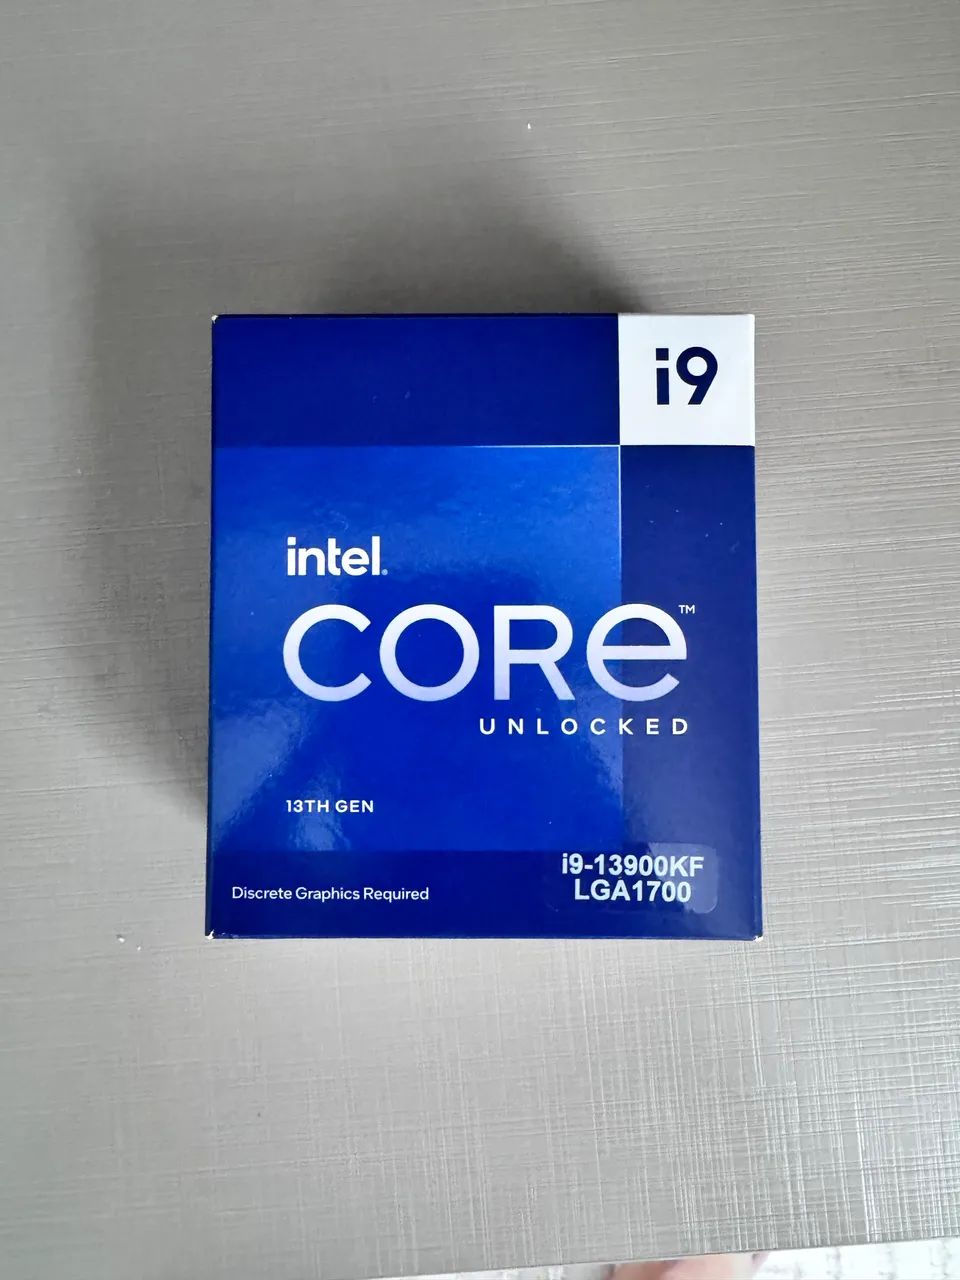 i9
intel.
CORE™
UNLOCKED
13TH GEN
i9-13900KF
LGA1700
Discrete Graphics Required